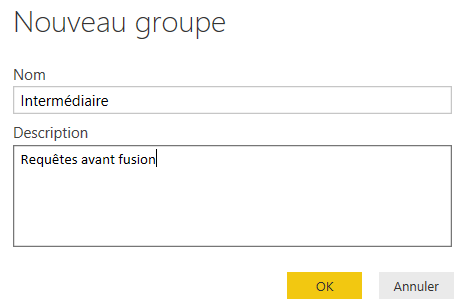 Nouveau groupe
Nom
Intermédiaire
Description
Requêtes avant fusion
OK Annuler